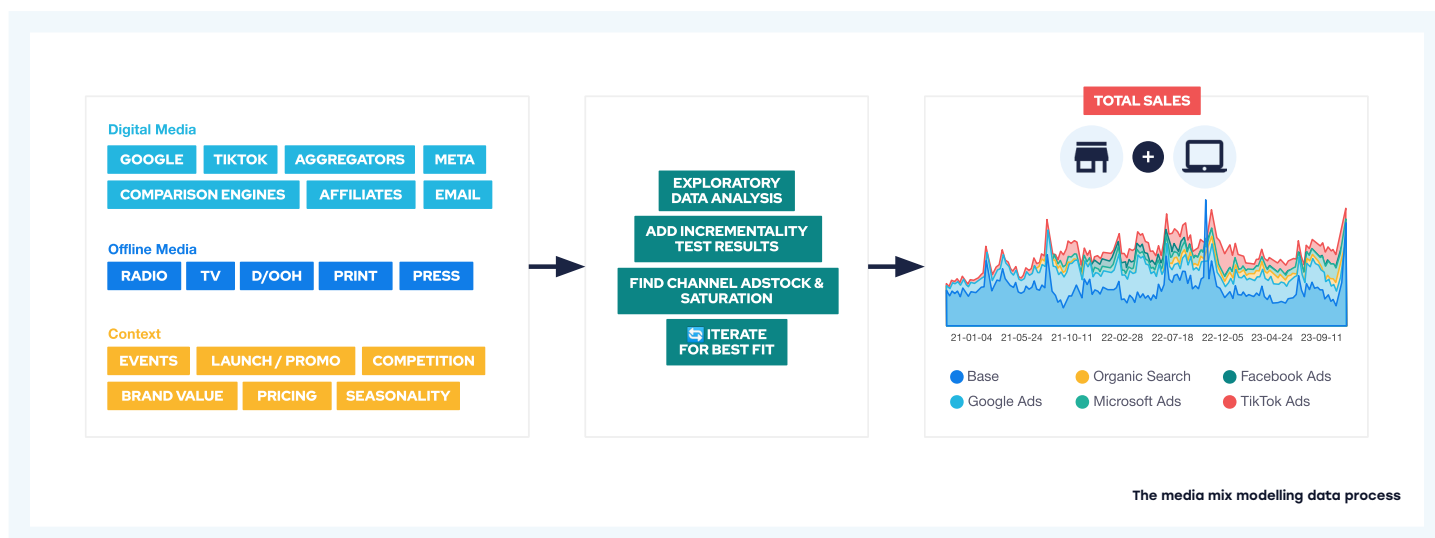 Digital Media
GOOGLE TIKTOK AGGREGATORS META
COMPARISON ENGINES AFFILIATES EMAIL
Offline Media
RADIO TV D/OOH PRINT PRESS
Context
EVENTS LAUNCH / PROMO COMPETITION
BRAND VALUE PRICING SEASONALITY
EXPLORATORY
DATA ANALYSIS
ADD INCREMENTALITY
TEST RESULTS
FIND CHANNEL ADSTOCK &
SATURATION
ITERATE
FOR BEST FIT
TOTAL SALES
21-01-04 21-05-24 21-10-11 22-02-28 22-07-18 22-12-05 23-04-24 23-09-11
Base Organic Search Facebook Ads
Google Ads Microsoft Ads TikTok Ads
The media mix modelling data process